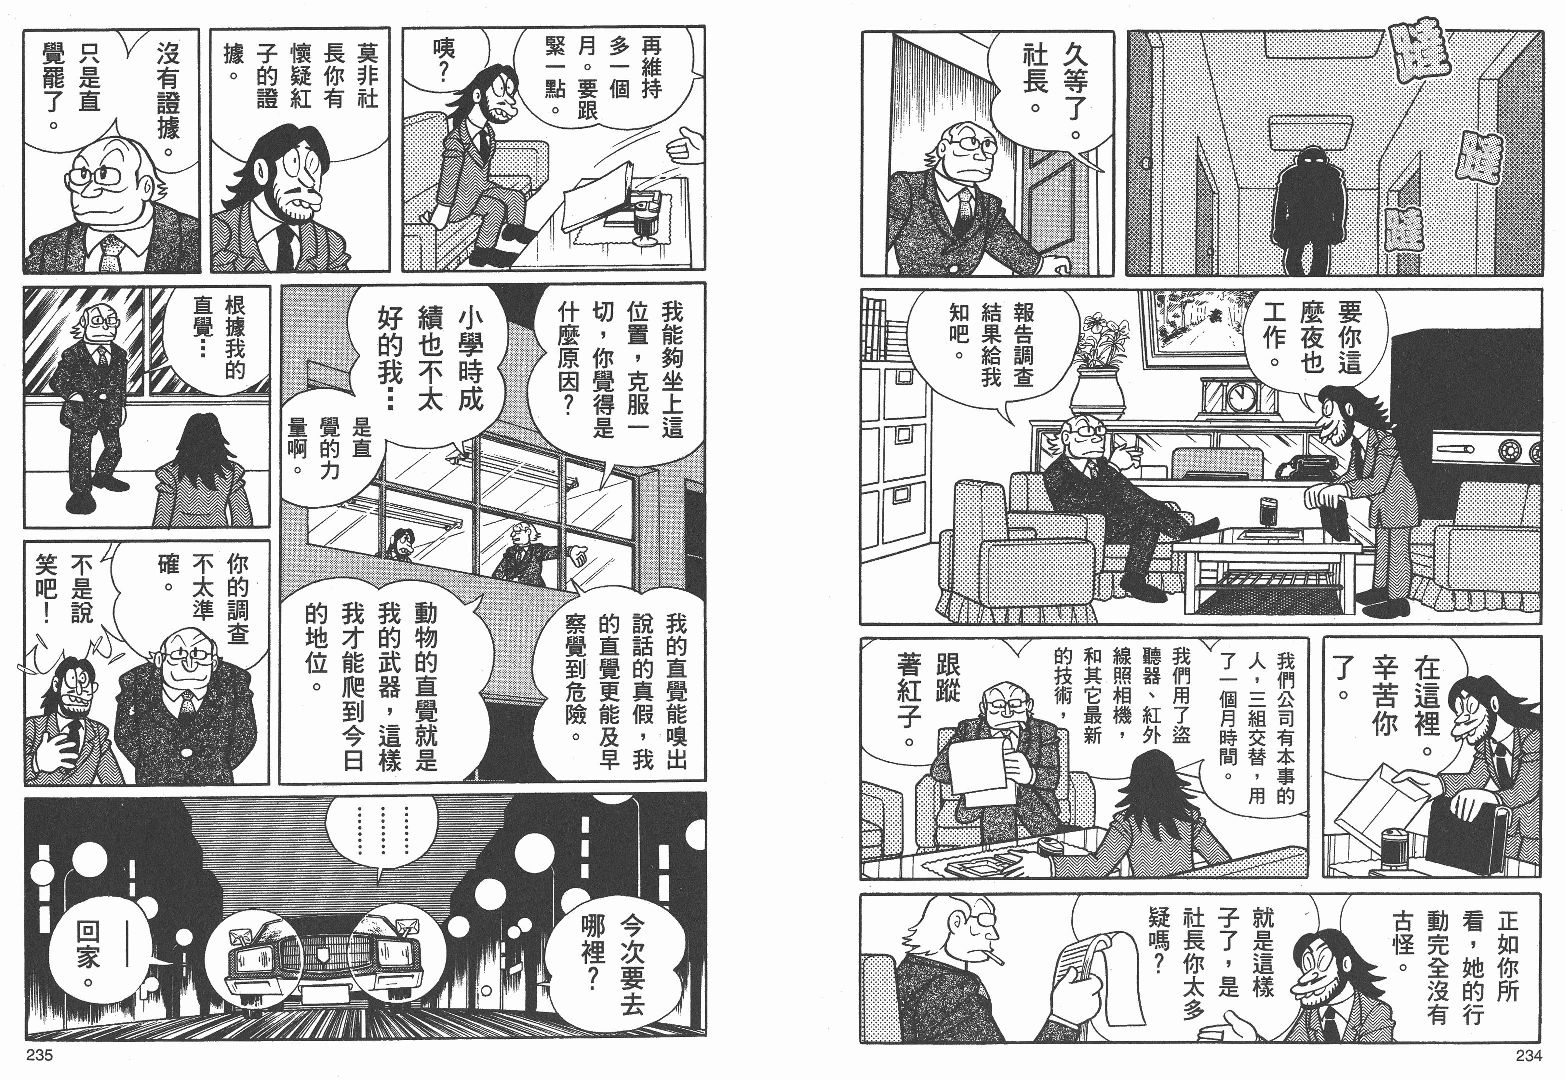 噠
噠
噠
久等了。
社長。
要你這
麼夜也
工作。
報告調查
結果給我
知吧。
在這裡。
辛苦你
了。
我們公司有本事的
人，三組交替，用
了一個月時間。
我們用了盜
聽器、紅外
線照相機，
和其它最新
的技術，
跟蹤
著紅子。
正如你所
看，她的行
動完全沒有
古怪。
就是這樣
子了，是
社長你太多
疑嗎？
234
再維持
多一個
月。要跟
緊一點。
咦？
莫非社
長你有
懷疑紅
子的證
據。
沒有證據。
只是直
覺罷了。
我能夠坐上這
位置，克服一
切，你覺得是
什麼原因？
小學時成
績也不太
好的我…
是直
覺的力
量啊。
我的直覺能嗅出
說話的真假，我
的直覺更能及早
察覺到危險。
動物的直覺就是
我的武器，這樣
我才能爬到今日
的地位。
根據我的
直覺…
你的調查
不太準
確。
不是說
笑吧！
………
………
今次要去
哪裡？
——
回家。
235